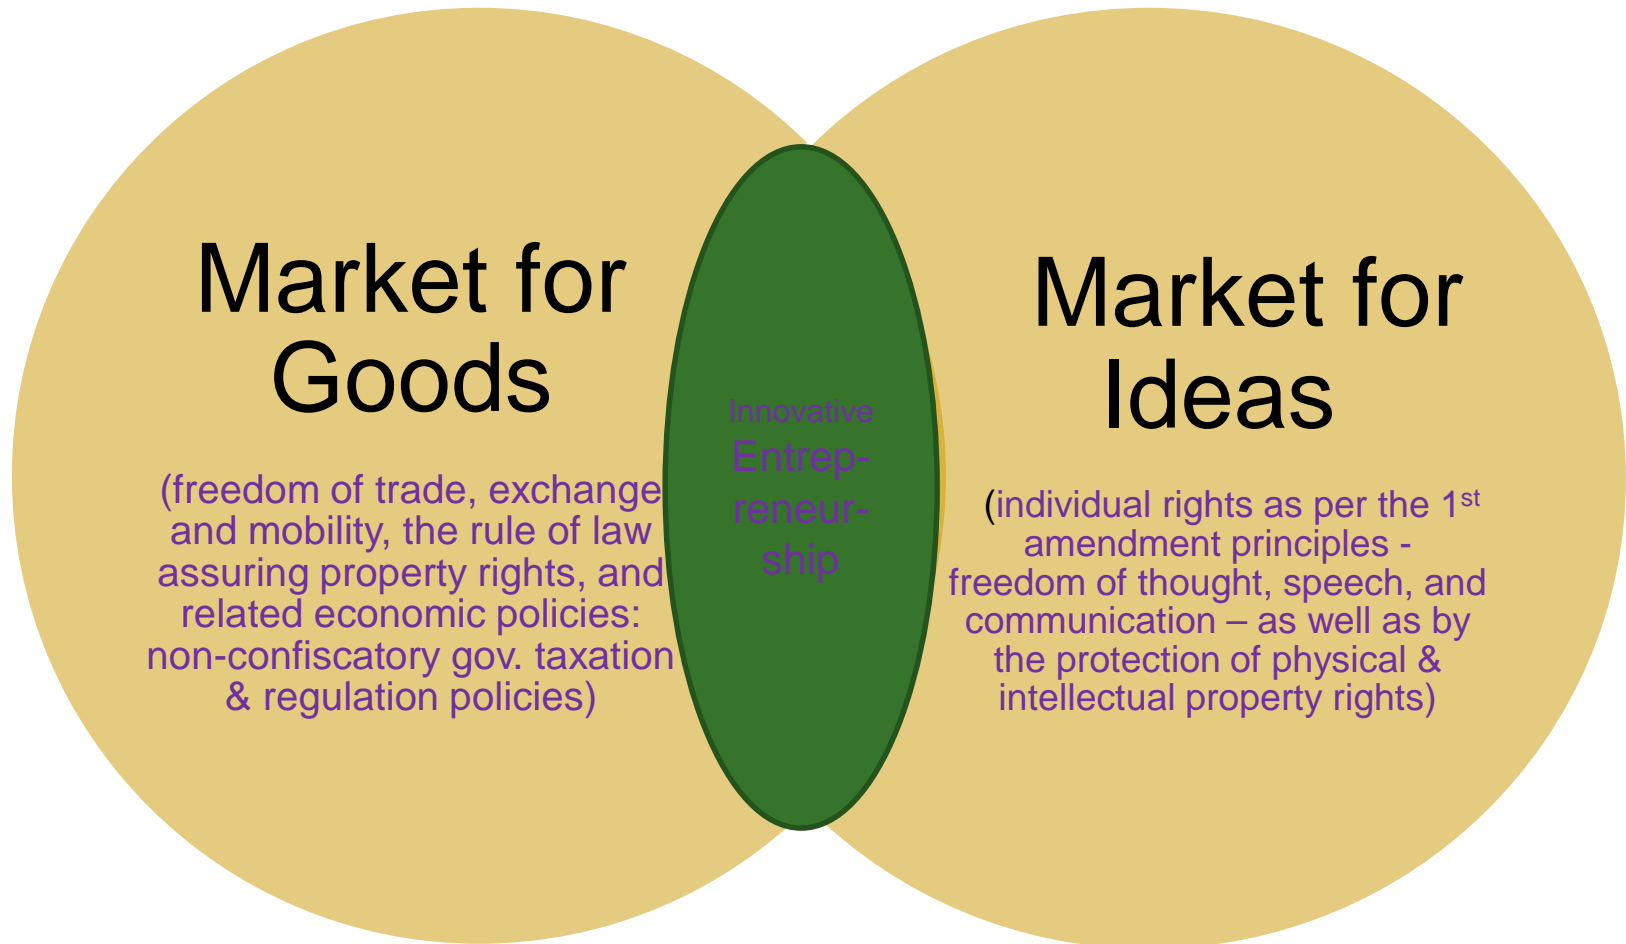 Market for
Goods
(freedom of trade, exchange
and mobility, the rule of law
assuring property rights, and
related economic policies:
non-confiscatory gov. taxation
& regulation policies)
Innovative
Entrep-
reneur-
ship
Market for
Ideas
(individual rights as per the 1st
amendment principles -
freedom of thought, speech, and
communication – as well as by
the protection of physical &
intellectual property rights)